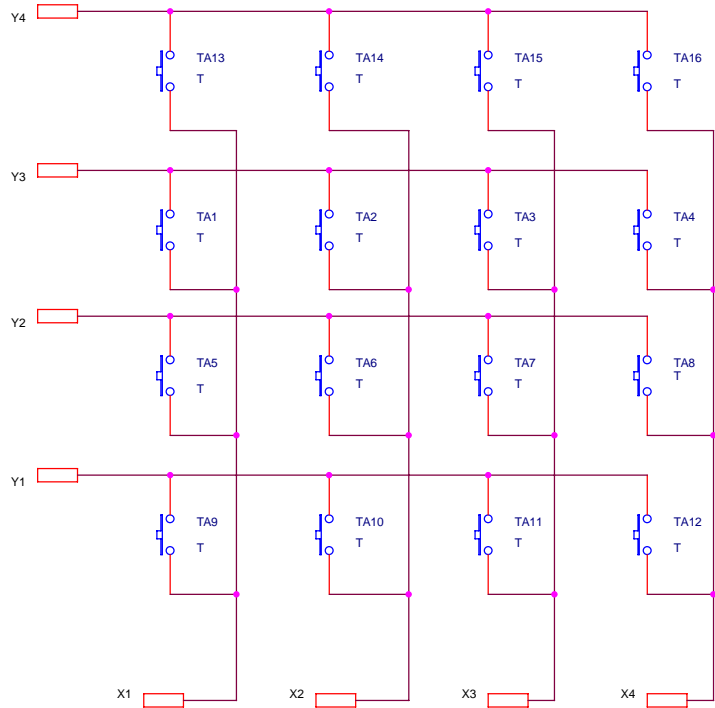 Y4
TA13 TA14 TA15 TA16
T T T T
Y3
TA1 TA2 TA3 TA4
T T T T
Y2
TA5 TA6 TA7 TA8
T T T T
Y1
TA9 TA10 TA11 TA12
T T T T
X1 X2 X3 X4